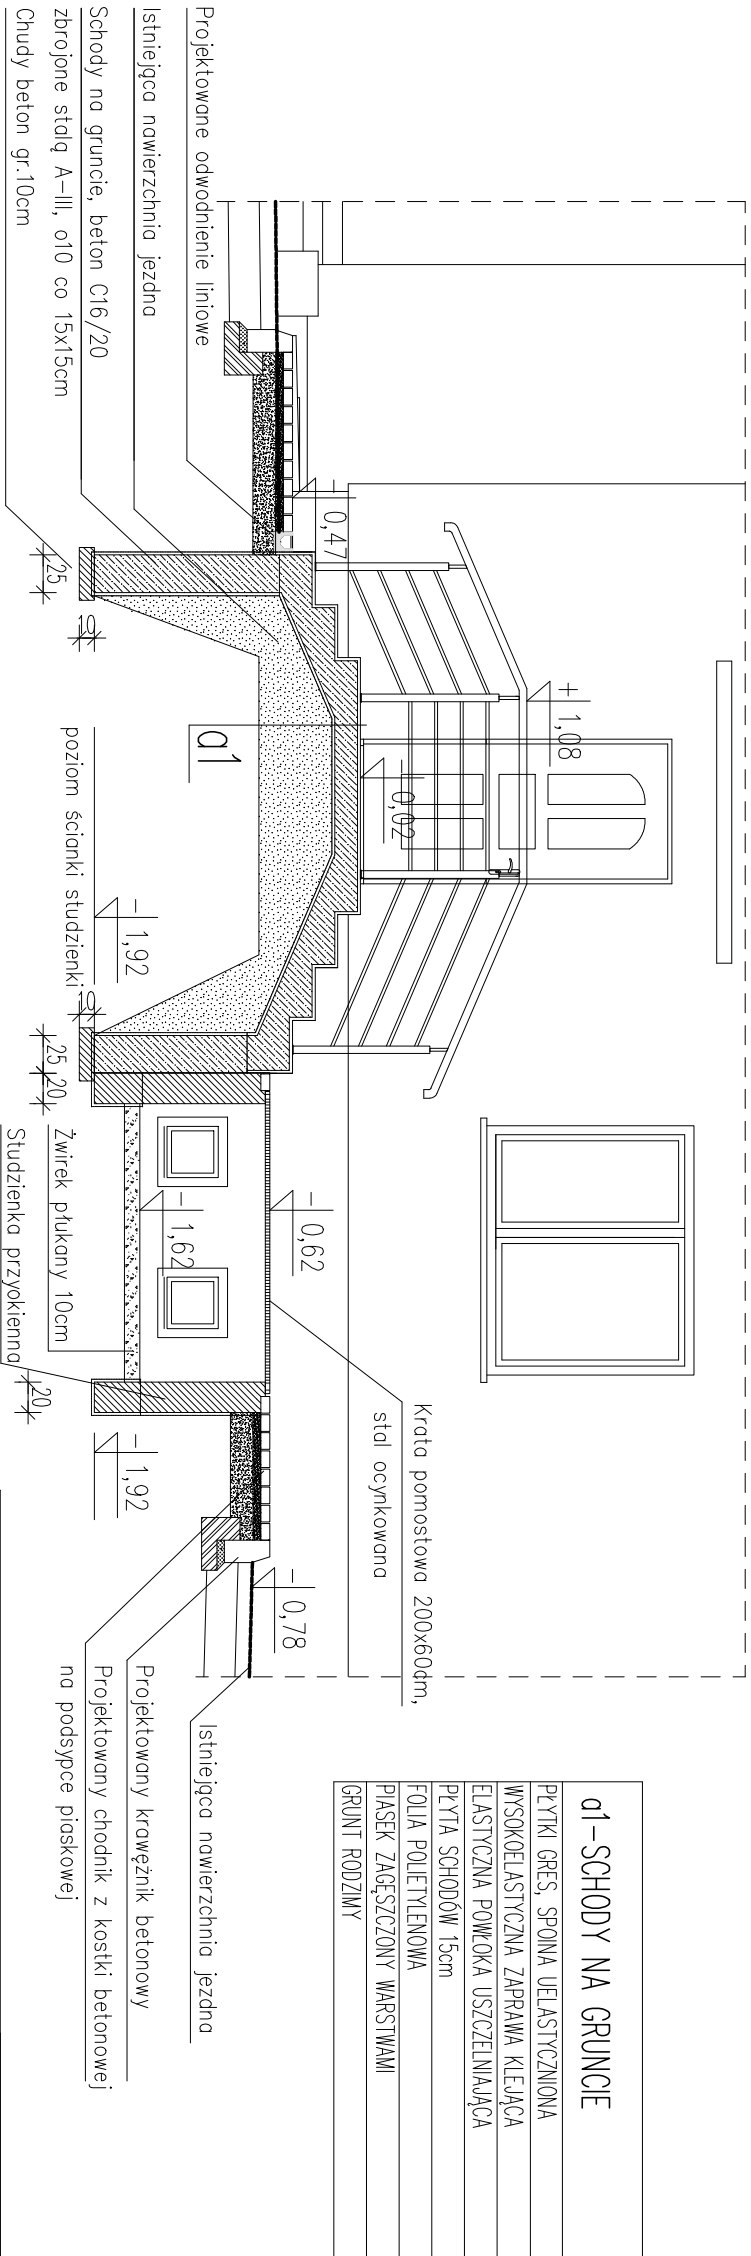 Projektowane odwodnienie liniowe
Istniejąca nawierzchnia jezdna
Schody na gruncie, beton C16/20
zbrojone stalą A-III, o10 co 15x15cm
Chudy beton gr.10cm
- 0,47
+ 1,08
- 0,02
a1
25
10
poziom ścianki studzienki
- 1,92
10
25
20
- 0,62
- 1,62
Żwirek płukany 10cm
Studzienka przyokienna
20
- 1,92
- 0,78
Krata pomostowa 200x60cm,
stal ocynkowana
Istniejąca nawierzchnia jezdna
Projektowany krawężnik betonowy
Projektowany chodnik z kostki betonowej
na podsypce piaskowej
a1-SCHODY NA GRUNCIE
PŁYTKI GRES, SPOINA UELASTYCZNIONA
WYSOKOELASTYCZNA ZAPRAWA KLEJĄCA
ELASTYCZNA POWŁOKA USZCZELNIAJĄCA
PŁYTA SCHODÓW 15cm
FOLIA POLIETYLENOWA
PIASEK ZAGĘSZCZONY WARSTWAMI
GRUNT RODZIMY